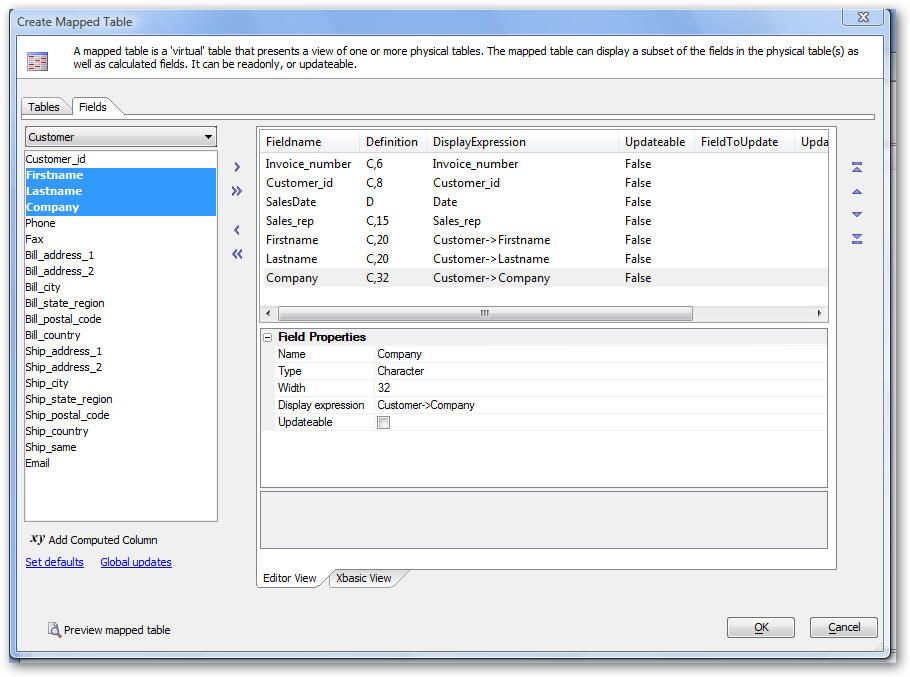 Create Mapped Table
A mapped table is a 'virtual' table that presents a view of one or more physical tables. The mapped table can display a subset of the fields in the physical table(s) as
well as calculated fields. It can be readonly, or updateable.
Tables Fields
Customer
Customer_id
Firstname
Lastname
Company
Phone
Fax
Bill_address_1
Bill_address_2
Bill_city
Bill_state_region
Bill_postal_code
Bill_country
Ship_address_1
Ship_address_2
Ship_city
Ship_state_region
Ship_postal_code
Ship_country
Ship_same
Email
xy Add Computed Column
Set defaults Global updates
Preview mapped table
Fieldname Definition DisplayExpression Updateable FieldToUpdate Upda
Invoice_number C,6 Invoice_number False
Customer_id C,8 Customer_id False
SalesDate D Date False
Sales_rep C,15 Sales_rep False
Firstname C,20 Customer->Firstname False
Lastname C,20 Customer->Lastname False
Company C,32 Customer->Company False
Field Properties
Name Company
Type Character
Width 32
Display expression Customer->Company
Updateable
Editor View Xbasic View
OK Cancel